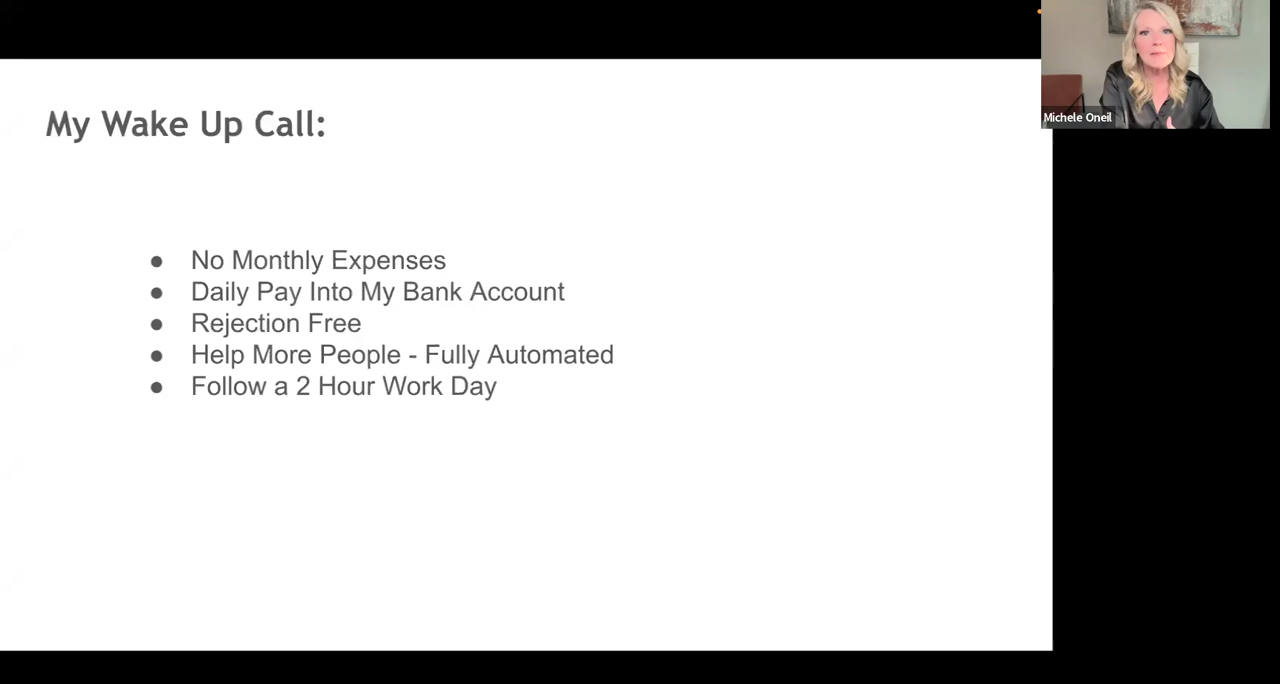 My Wake Up Call:
● No Monthly Expenses
● Daily Pay Into My Bank Account
● Rejection Free
● Help More People - Fully Automated
● Follow a 2 Hour Work Day
Michele Oneil